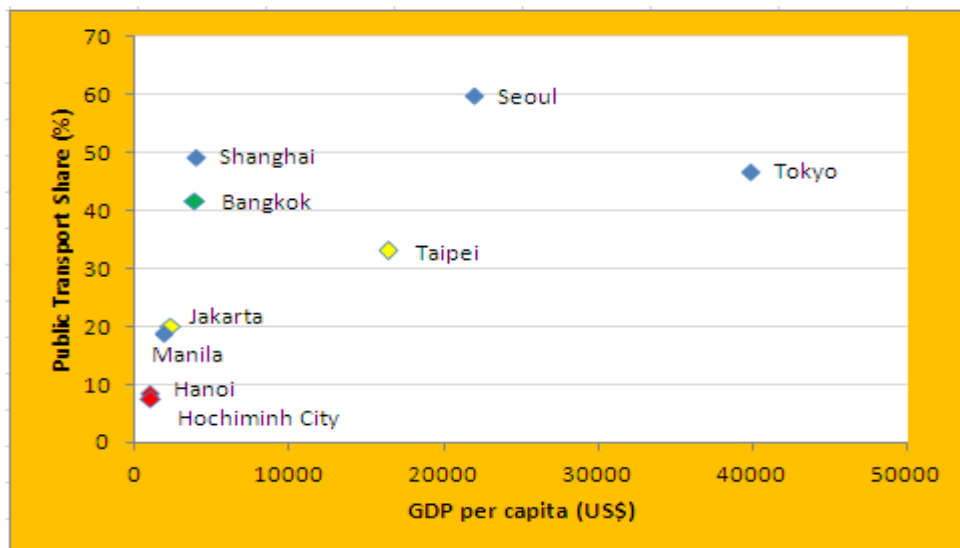 70
60
50
40
30
20
10
0
Public Transport Share (%)
Seoul
Shanghai
Tokyo
Bangkok
Taipei
Jakarta
Manila
Hanoi
Hochiminh City
0 10000 20000 30000 40000 50000
GDP per capita (US$)